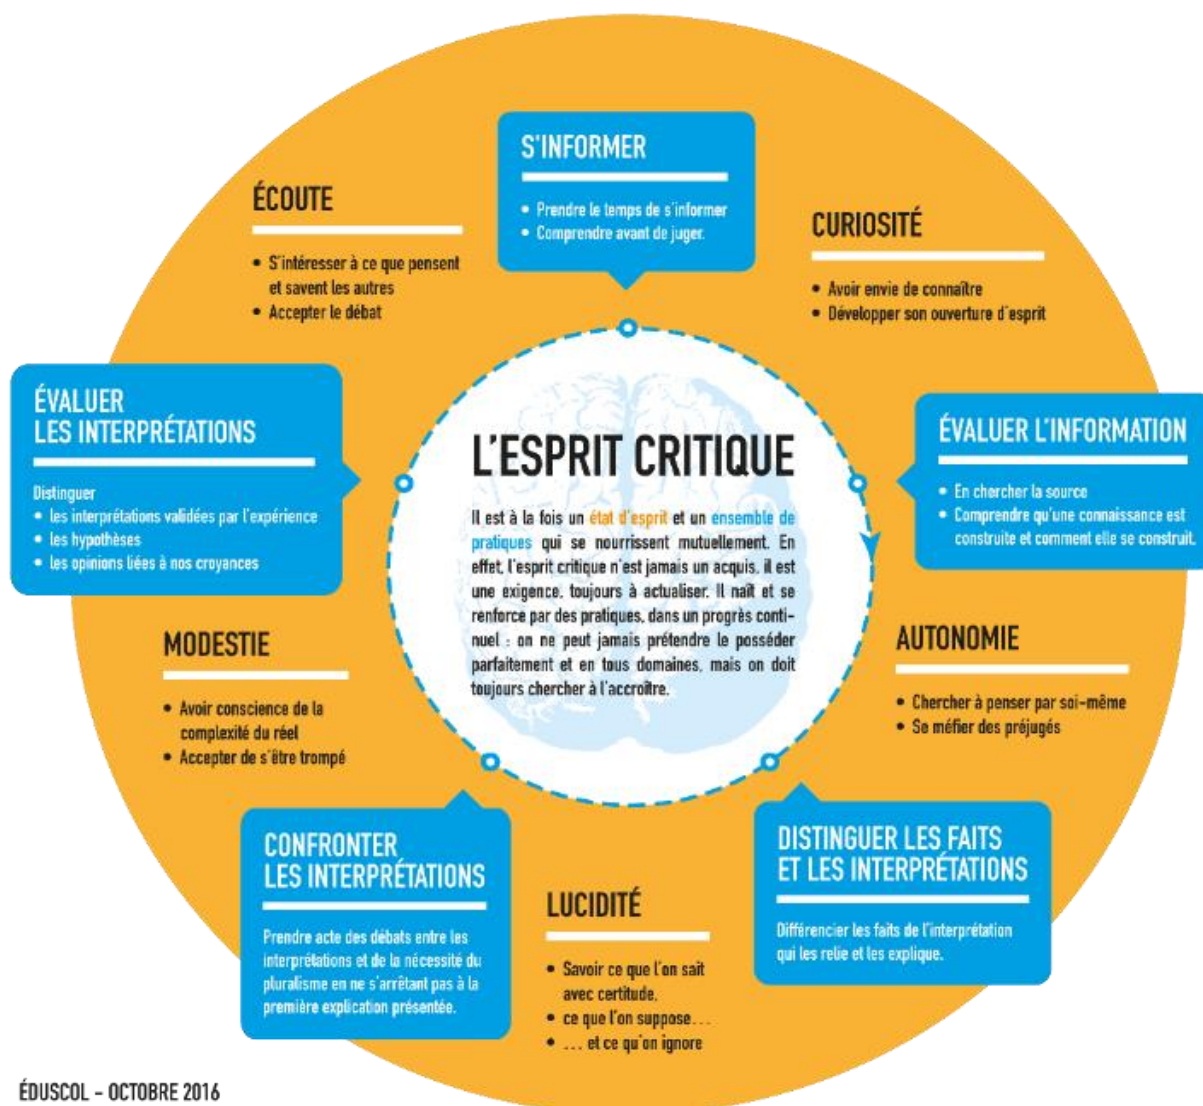 S'INFORMER
• Prendre le temps de s'informer
• Comprendre avant de juger.
ÉCOUTE
• S'intéresser à ce que pensent
et savent les autres
• Accepter le débat
CURIOSITÉ
• Avoir envie de connaître
• Développer son ouverture d'esprit
ÉVALUER
LES INTERPRÉTATIONS
Distinguer
• les interprétations validées par l'expérience
• les hypothèses
• les opinions liées à nos croyances
ÉVALUER L'INFORMATION
• En chercher la source
• Comprendre qu'une connaissance est
construite et comment elle se construit.
L'ESPRIT CRITIQUE
Il est à la fois un état d'esprit et un ensemble de
pratiques qui se nourrissent mutuellement. En
effet, l'esprit critique n'est jamais un acquis, il est
une exigence, toujours à actualiser. Il naît et se
renforce par des pratiques, dans un progrès conti-
nuel : on ne peut jamais prétendre le posséder
parfaitement et en tous domaines, mais on doit
toujours chercher à l'accroître.
MODESTIE
• Avoir conscience de la
complexité du réel
• Accepter de s'être trompé
AUTONOMIE
• Chercher à penser par soi-même
• Se méfier des préjugés
CONFRONTER
LES INTERPRÉTATIONS
Prendre acte des débats entre les
interprétations et de la nécessité du
pluralisme en ne s'arrêtant pas à la
première explication présentée.
LUCIDITÉ
• Savoir ce que l'on sait
avec certitude,
• ce que l'on suppose...
• ... et ce qu'on ignore
DISTINGUER LES FAITS
ET LES INTERPRÉTATIONS
Différencier les faits de l'interprétation
qui les relie et les explique.
ÉDUSCOL - OCTOBRE 2016